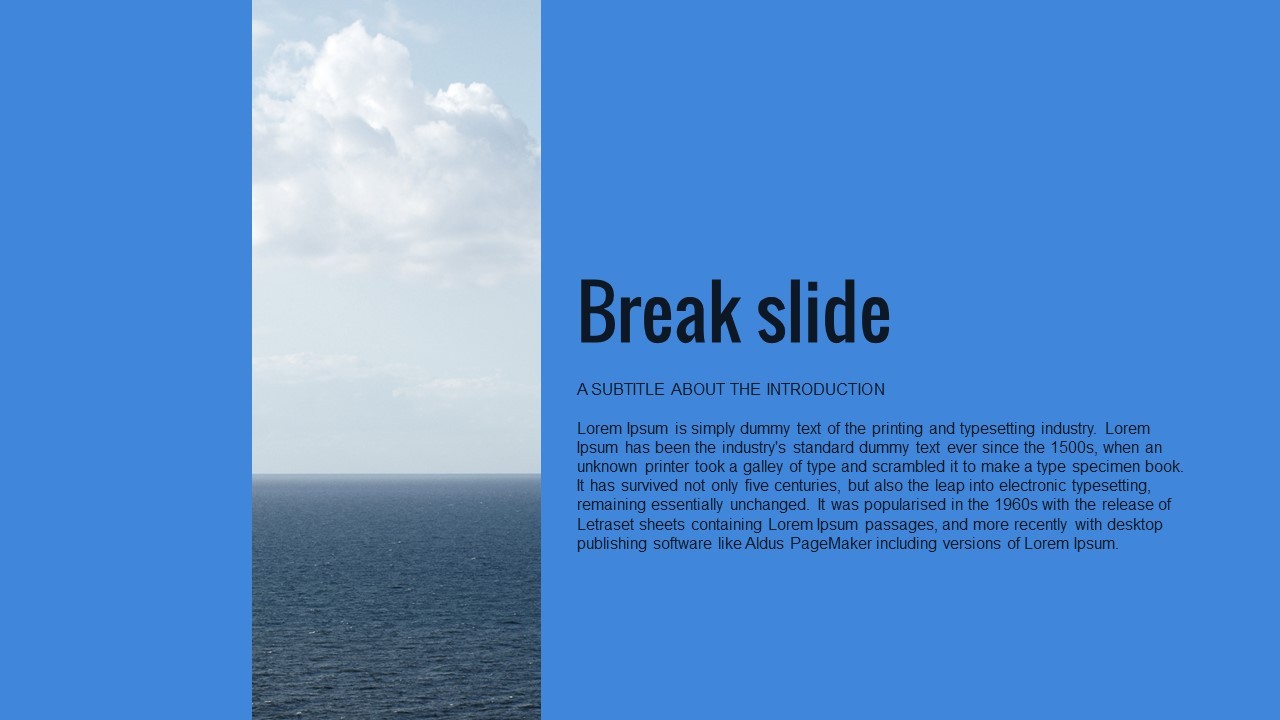 Break slide
A SUBTITLE ABOUT THE INTRODUCTION
Lorem Ipsum is simply dummy text of the printing and typesetting industry. Lorem
Ipsum has been the industry's standard dummy text ever since the 1500s, when an
unknown printer took a galley of type and scrambled it to make a type specimen book.
It has survived not only five centuries, but also the leap into electronic typesetting,
remaining essentially unchanged. It was popularised in the 1960s with the release of
Letraset sheets containing Lorem Ipsum passages, and more recently with desktop
publishing software like Aldus PageMaker including versions of Lorem Ipsum.